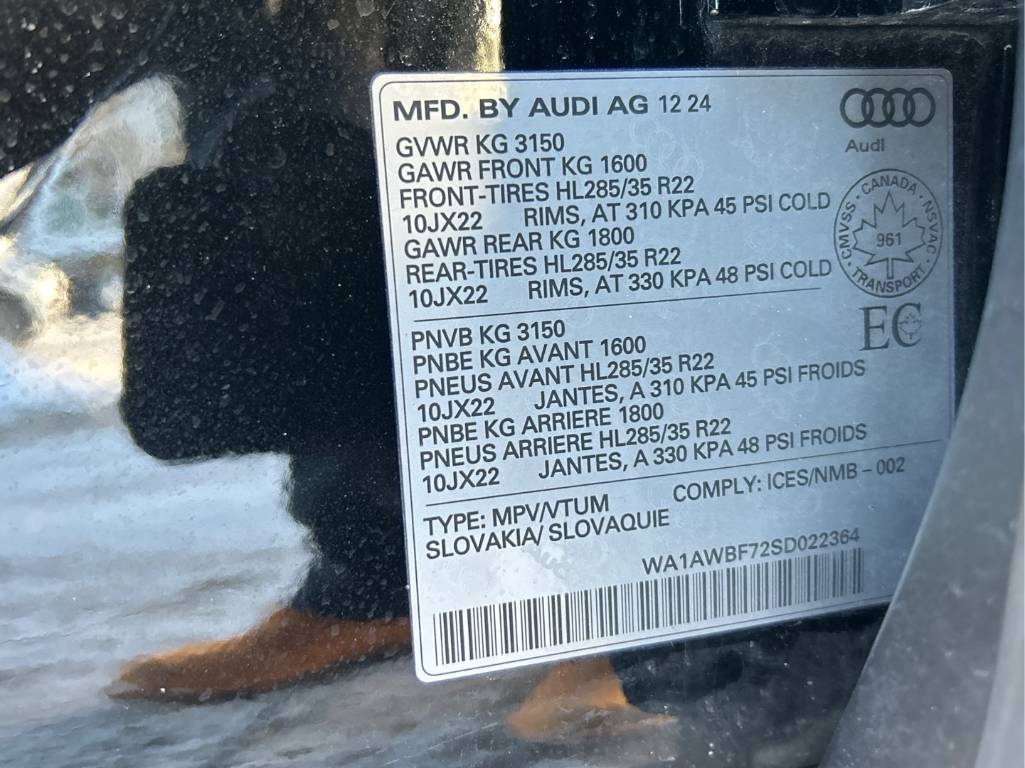 MFD. BY AUDI AG 12 24
Audi
GVWR KG 3150
GAWR FRONT KG 1600
FRONT-TIRES HL285/35 R22
10JX22 RIMS, AT 310 KPA 45 PSI COLD
GAWR REAR KG 1800
REAR-TIRES HL285/35 R22
10JX22 RIMS, AT 330 KPA 48 PSI COLD
CMVSS · CANADA · NSVAC · TRANSPORT ·
961
EC
PNVB KG 3150
PNBE KG AVANT 1600
PNEUS AVANT HL285/35 R22
10JX22 JANTES, A 310 KPA 45 PSI FROIDS
PNBE KG ARRIERE 1800
PNEUS ARRIERE HL285/35 R22
10JX22 JANTES, A 330 KPA 48 PSI FROIDS
TYPE: MPV/VTUM COMPLY: ICES/NMB – 002
SLOVAKIA/ SLOVAQUIE
WA1AWBF72SD022364